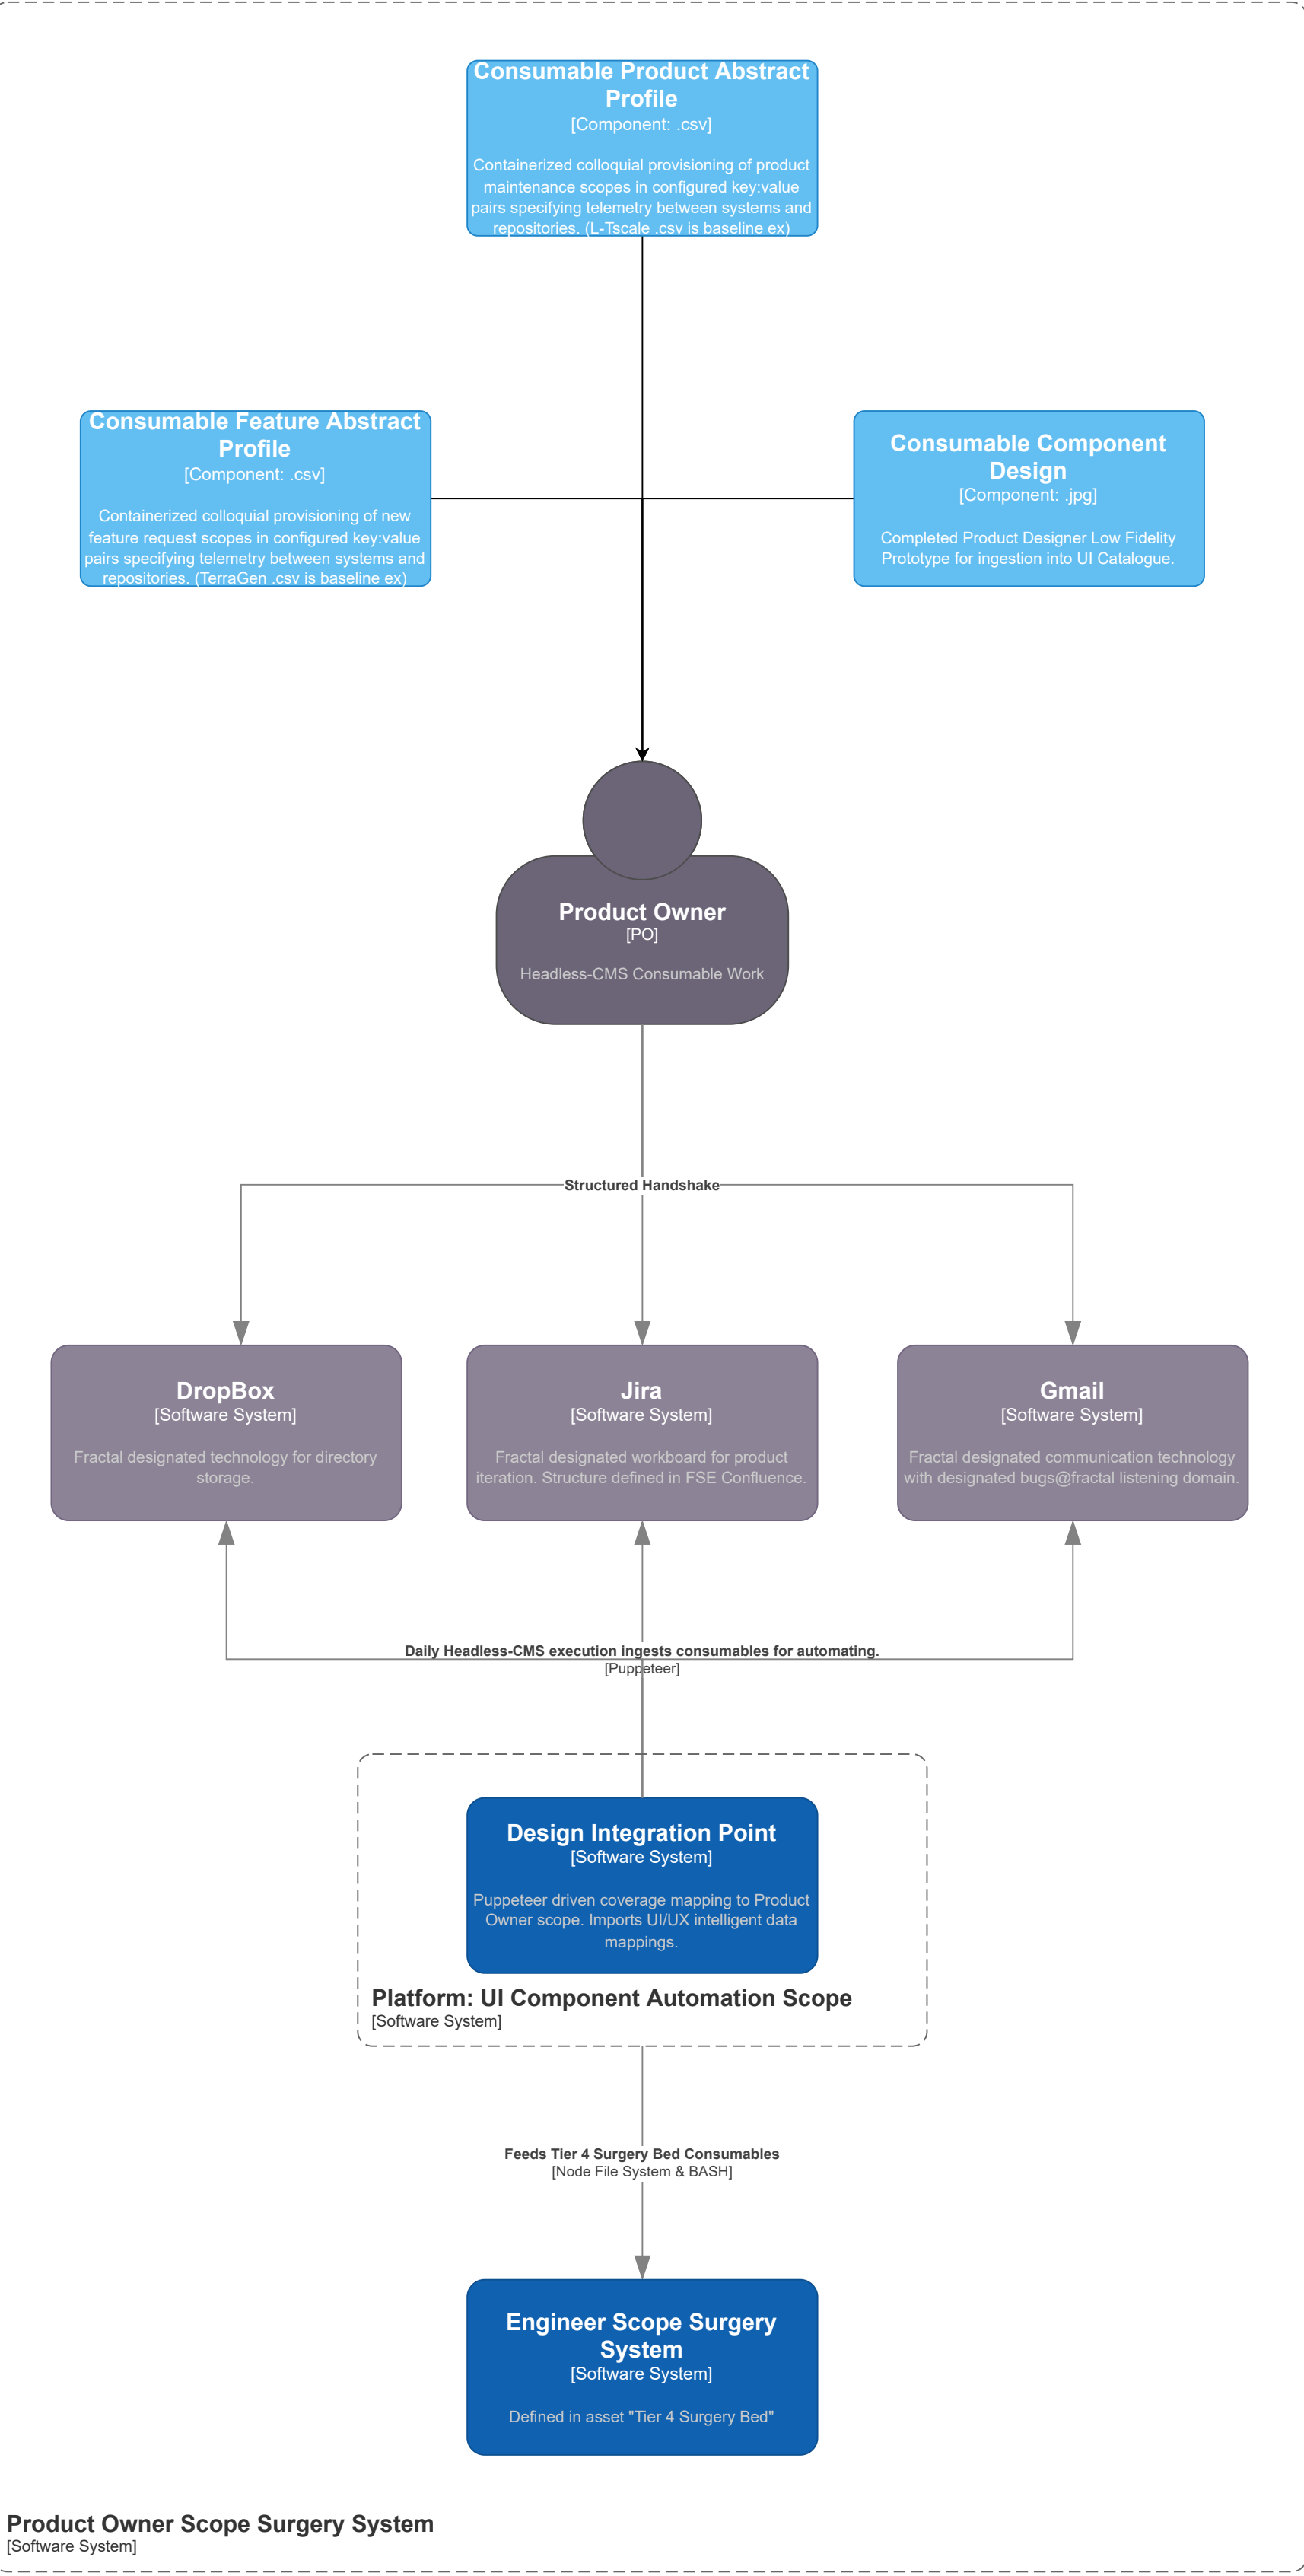 Consumable Product Abstract
Profile
[Component: .csv]
Containerized colloquial provisioning of product
maintenance scopes in configured key:value
pairs specifying telemetry between systems and
repositories. (L-Tscale .csv is baseline ex)
Consumable Feature Abstract
Profile
[Component: .csv]
Containerized colloquial provisioning of new
feature request scopes in configured key:value
pairs specifying telemetry between systems and
repositories. (TerraGen .csv is baseline ex)
Consumable Component
Design
[Component: .jpg]
Completed Product Designer Low Fidelity
Prototype for ingestion into UI Catalogue.
Product Owner
[PO]
Headless-CMS Consumable Work
Structured Handshake
DropBox
[Software System]
Fractal designated technology for directory
storage.
Jira
[Software System]
Fractal designated workboard for product
iteration. Structure defined in FSE Confluence.
Gmail
[Software System]
Fractal designated communication technology
with designated bugs@fractal listening domain.
Daily Headless-CMS execution ingests consumables for automating.
[Puppeteer]
Design Integration Point
[Software System]
Puppeteer driven coverage mapping to Product
Owner scope. Imports UI/UX intelligent data
mappings.
Platform: UI Component Automation Scope
[Software System]
Feeds Tier 4 Surgery Bed Consumables
[Node File System & BASH]
Engineer Scope Surgery
System
[Software System]
Defined in asset "Tier 4 Surgery Bed"
Product Owner Scope Surgery System
[Software System]